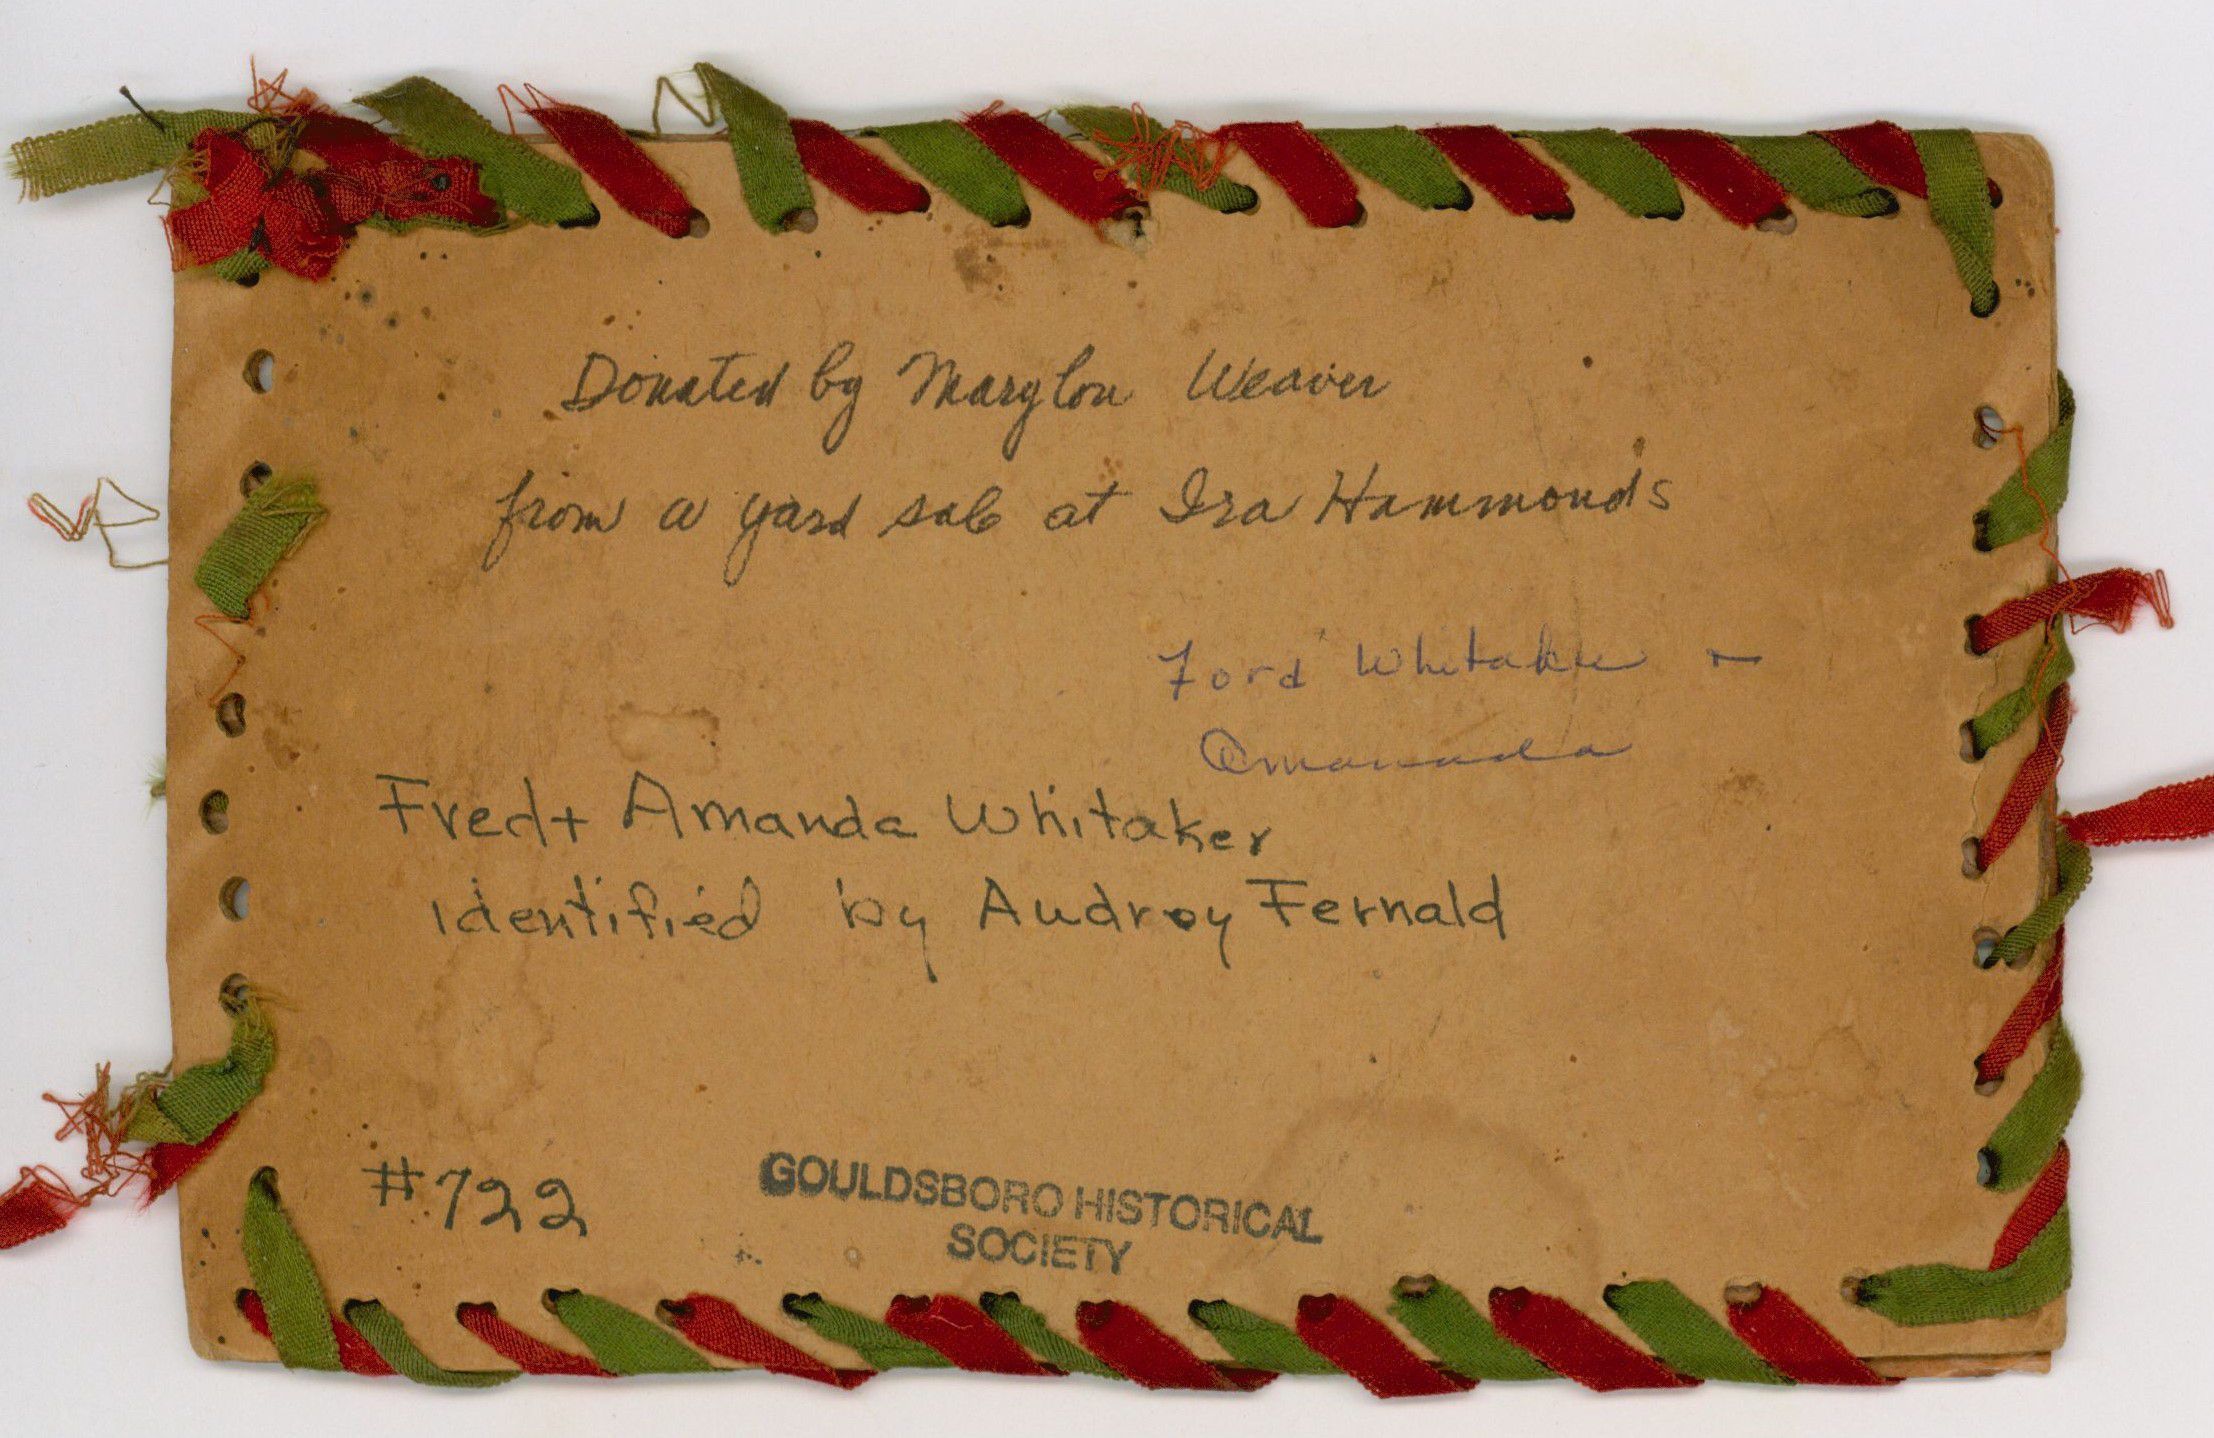 Donated by Marylou Weaver
from a yard sale at Ira Hammonds
Ford Whitaker -
Amanada
Fred + Amanda Whitaker
identified by Audrey Fernald
#722
GOULDSBORO HISTORICAL
SOCIETY